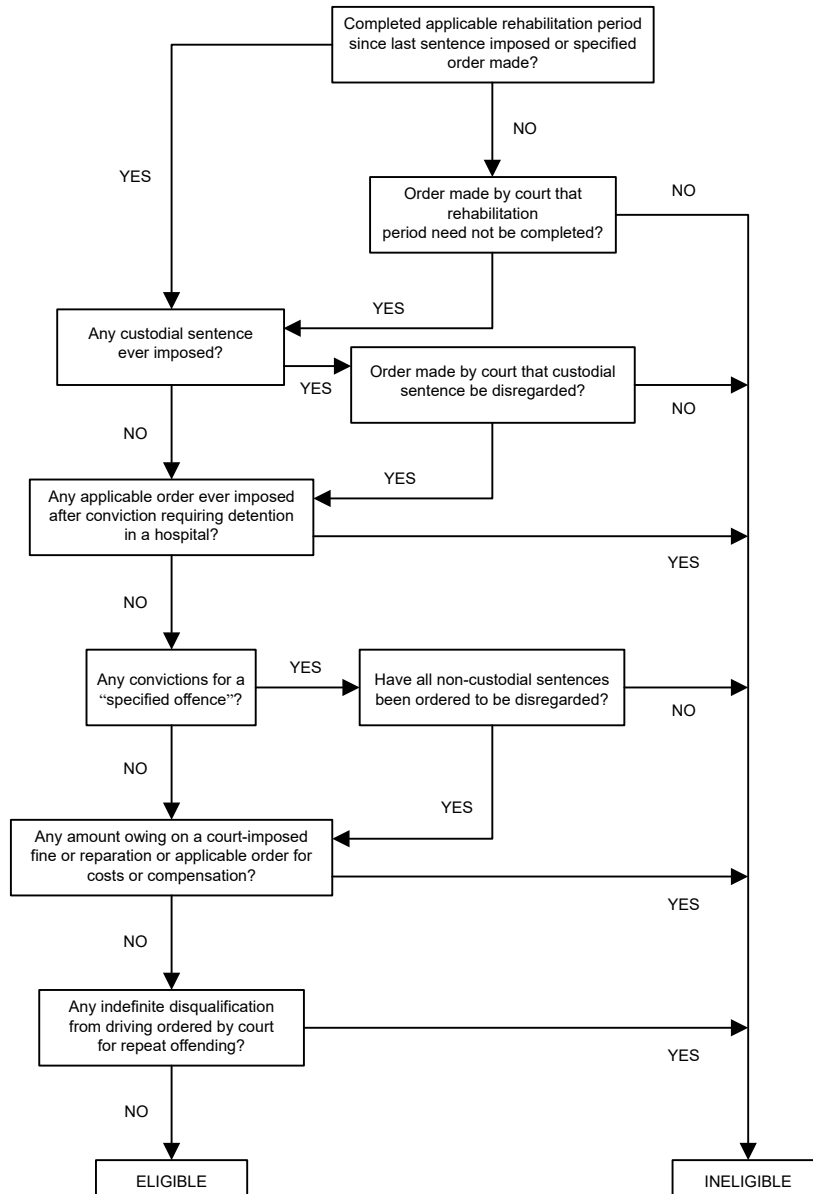 Completed applicable rehabilitation period
since last sentence imposed or specified
order made?
NO
YES
Order made by court that
rehabilitation
period need not be completed?
NO
YES
Any custodial sentence
ever imposed?
YES
Order made by court that custodial
sentence be disregarded?
NO
NO
YES
Any applicable order ever imposed
after conviction requiring detention
in a hospital?
YES
NO
Any convictions for a
“specified offence”?
YES
Have all non-custodial sentences
been ordered to be disregarded?
NO
NO
YES
Any amount owing on a court-imposed
fine or reparation or applicable order for
costs or compensation?
YES
NO
Any indefinite disqualification
from driving ordered by court
for repeat offending?
YES
NO
ELIGIBLE
INELIGIBLE